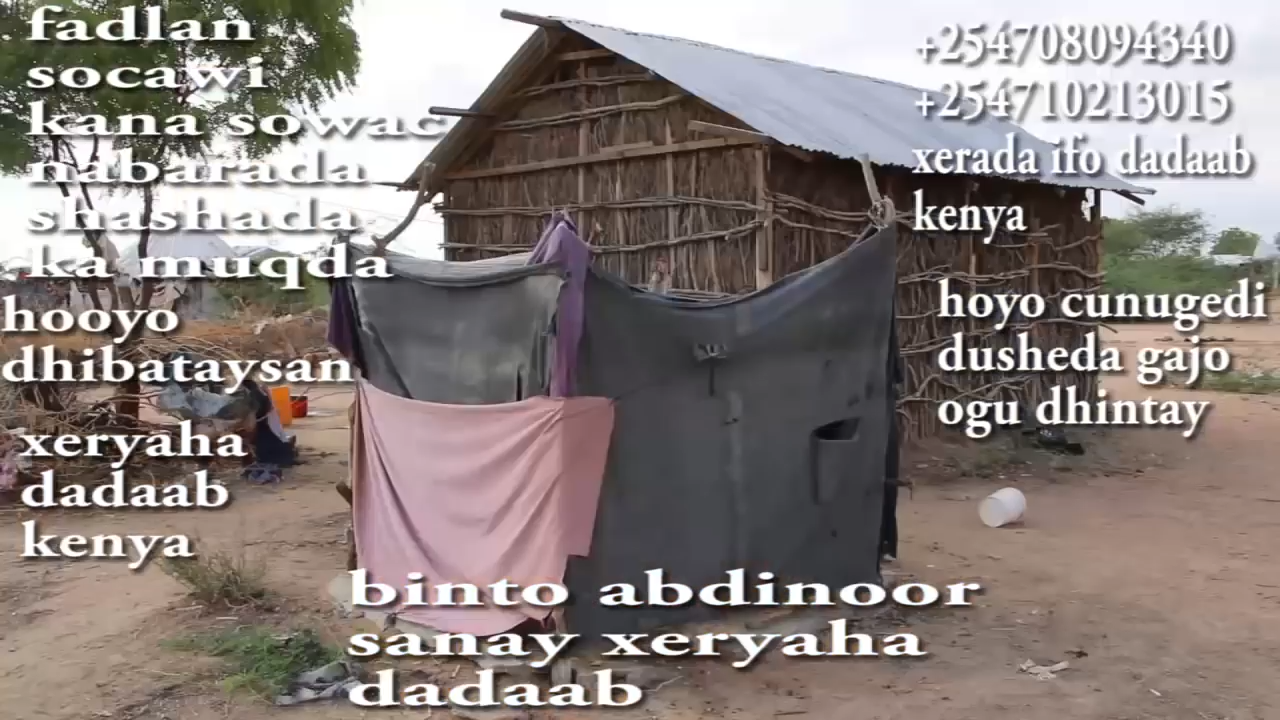 fadlan
socawi
kana sowac
nabarada
shashada
ka muqda
hooyo
dhibataysan
xeryaha
dadaab
kenya
+254708094340
+254710213015
xerada ifo dadaab
kenya
hoyo cunugedi
dusheda gajo
ogu dhintay
binto abdinoor
sanay xeryaha
dadaab